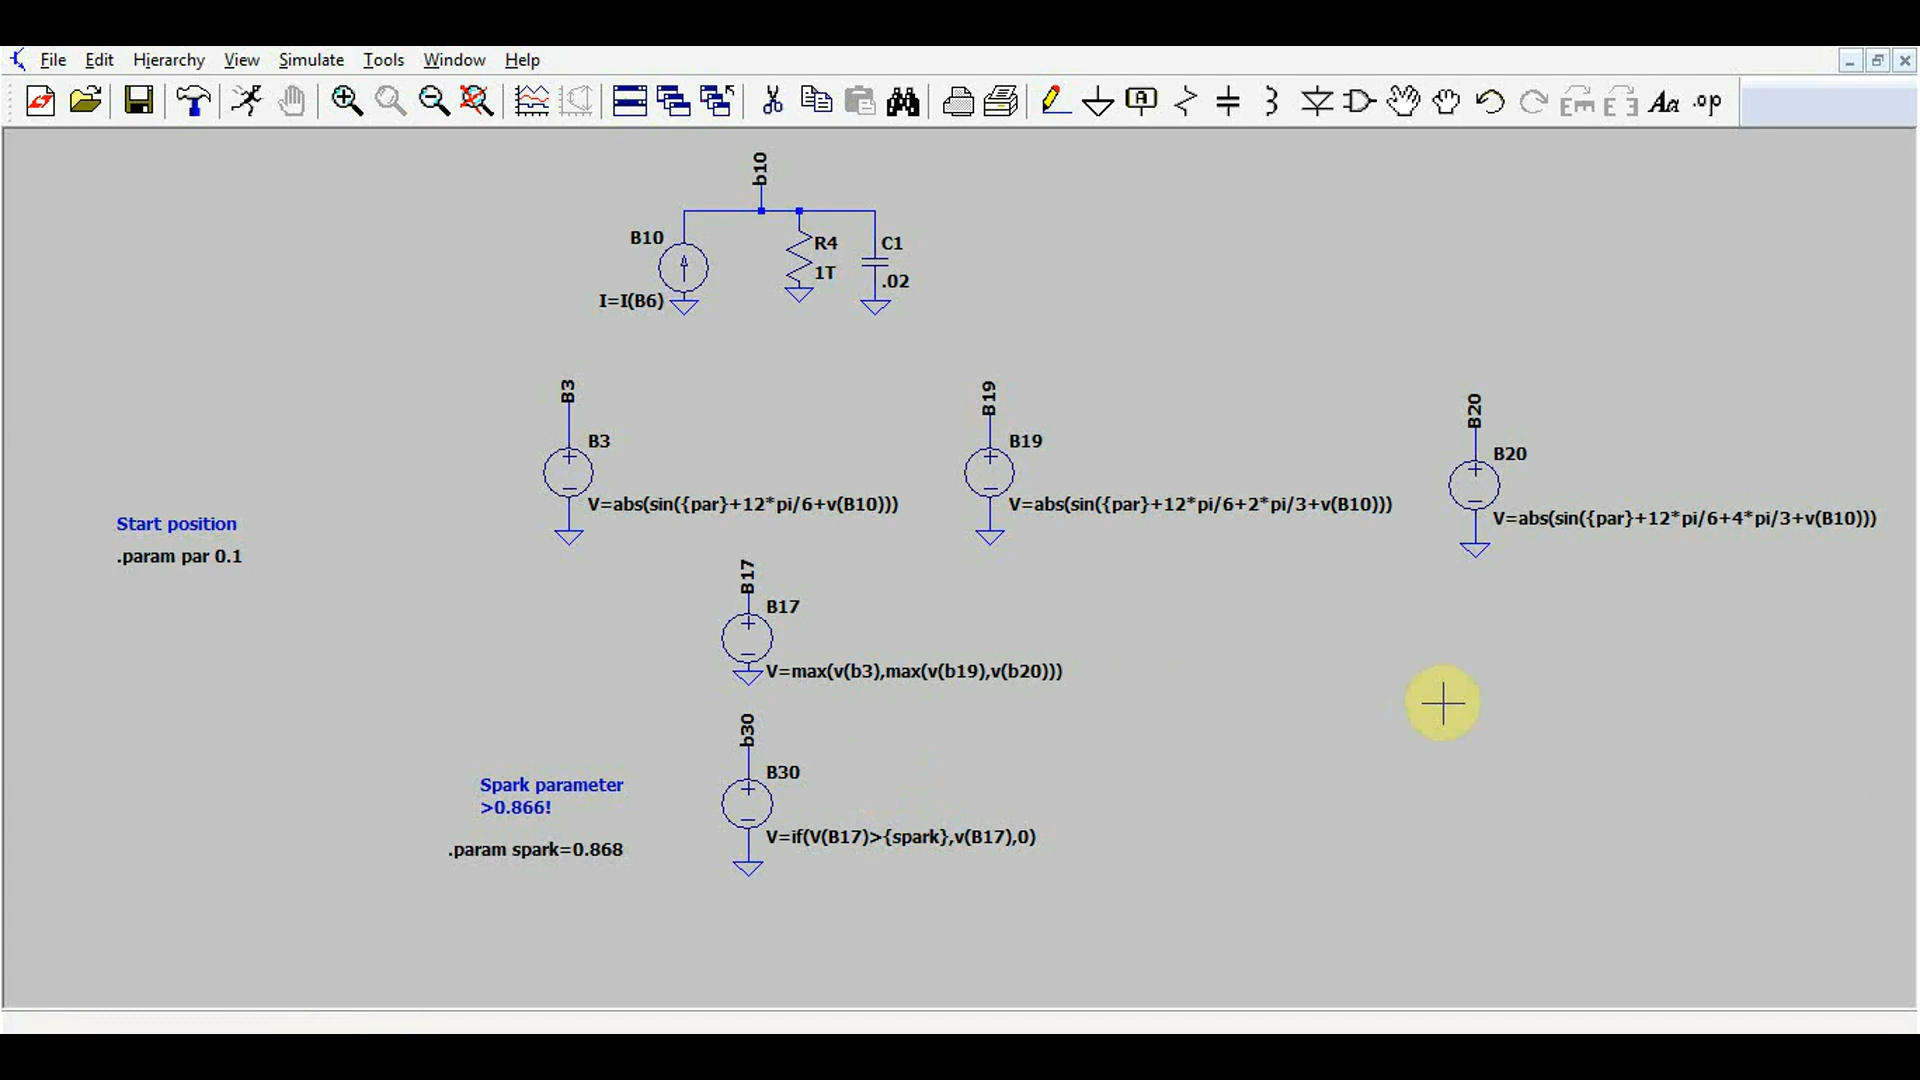 File Edit Hierarchy View Simulate Tools Window Help
Aa .op
b10
B10
R4
C1
1T
.02
I=I(B6)
B3
B19
B20
B3
B19
B20
V=abs(sin({par}+12*pi/6+v(B10)))
V=abs(sin({par}+12*pi/6+2*pi/3+v(B10)))
V=abs(sin({par}+12*pi/6+4*pi/3+v(B10)))
Start position
.param par 0.1
B17
B17
V=max(v(b3),max(v(b19),v(b20)))
b30
B30
Spark parameter
>0.866!
V=if(V(B17)>{spark},v(B17),0)
.param spark=0.868